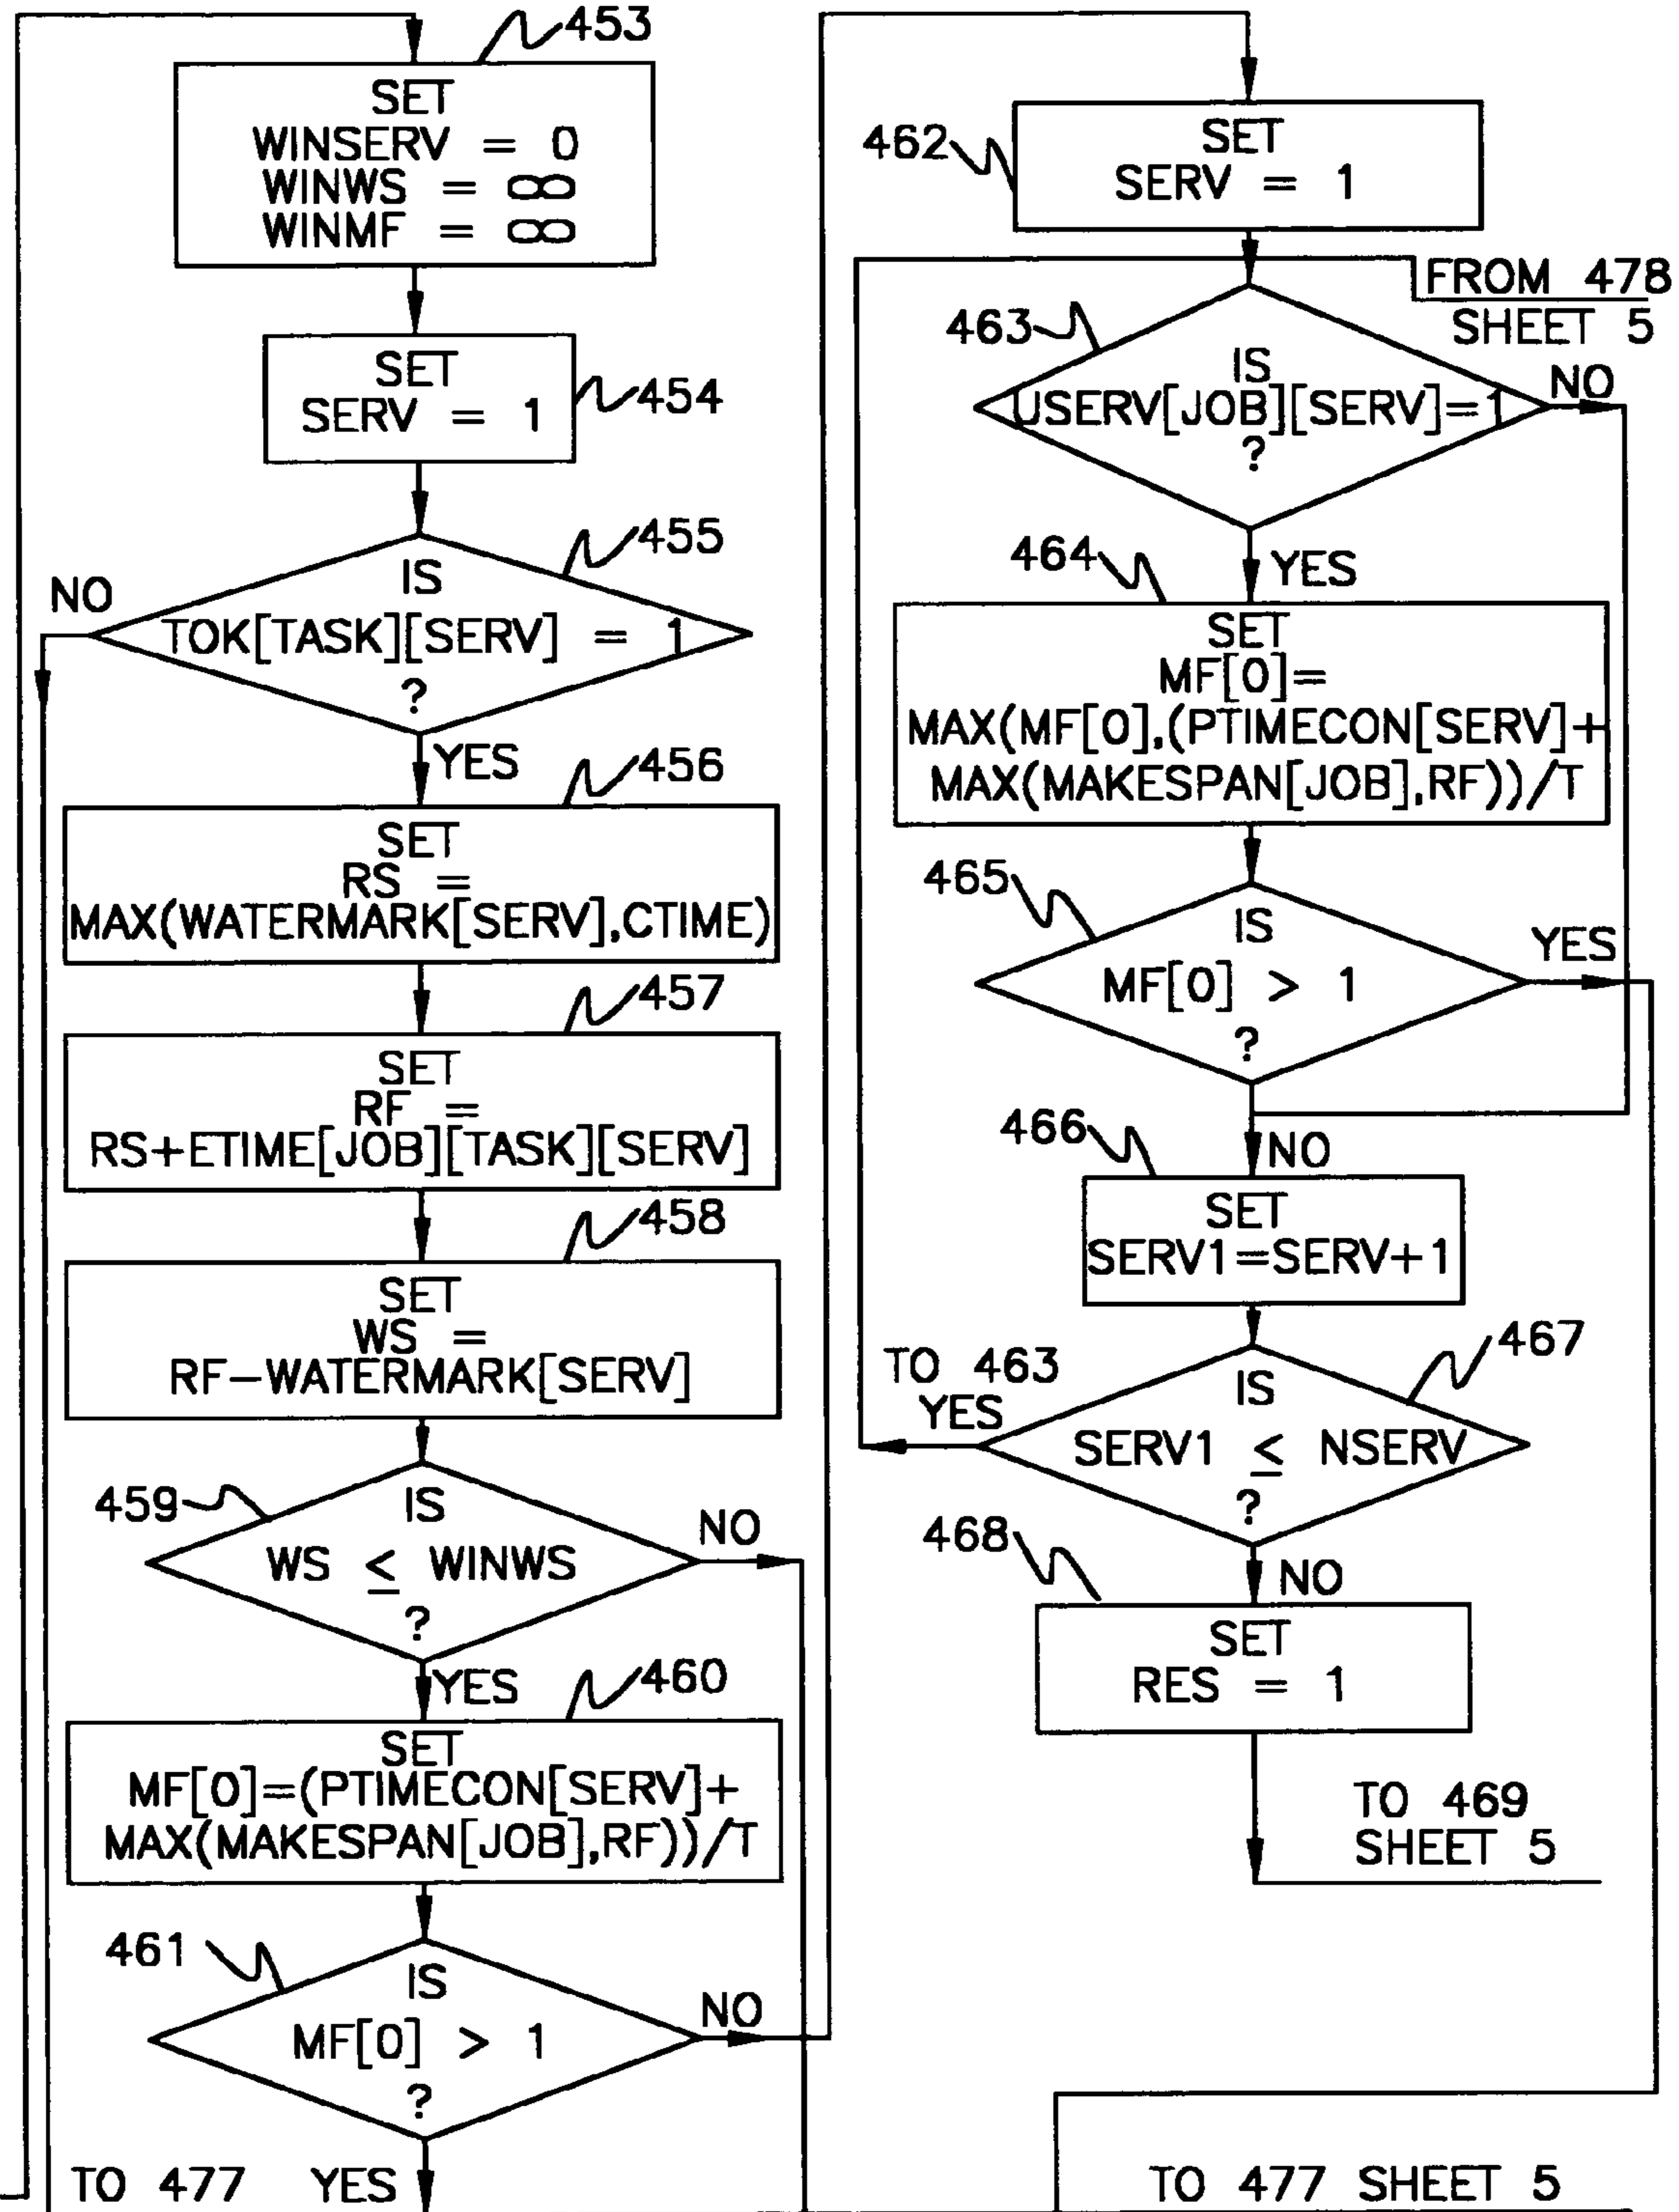 453
SET
WINSERV = 0
WINWS = ∞
WINMF = ∞
SET
SERV = 1
454
455
NO
IS
TOK[TASK][SERV] = 1
?
YES
456
SET
RS =
MAX(WATERMARK[SERV],CTIME)
457
SET
RF =
RS+ETIME[JOB][TASK][SERV]
458
SET
WS =
RF-WATERMARK[SERV]
459
IS
WS ≤ WINWS
?
NO
YES
460
SET
MF[0]=(PTIMECON[SERV]+
MAX(MAKESPAN[JOB],RF))/T
461
IS
MF[0] > 1
?
NO
TO 477 YES
462
SET
SERV = 1
FROM 478
SHEET 5
463
IS
USERV[JOB][SERV]=1
?
NO
YES
464
SET
MF[0]=
MAX(MF[0],(PTIMECON[SERV]+
MAX(MAKESPAN[JOB],RF))/T
465
IS
MF[0] > 1
?
YES
NO
466
SET
SERV1=SERV+1
467
TO 463
YES
IS
SERV1 ≤ NSERV
?
NO
468
SET
RES = 1
TO 469
SHEET 5
TO 477 SHEET 5